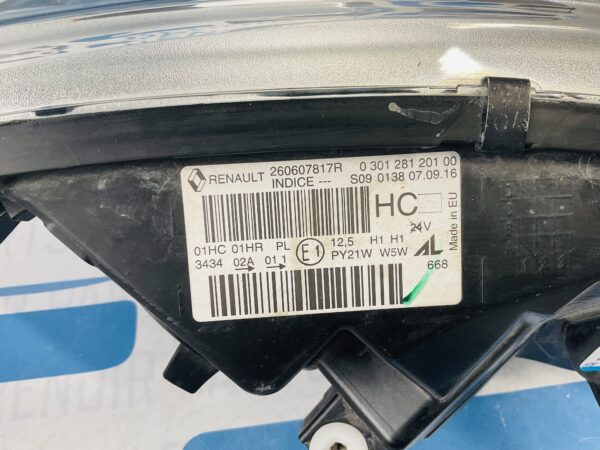 RENAULT 260607817R 0 301 281 201 00
INDICE --- S09 0138 07.09.16
HC
24V
Made in EU
01HC 01HR PL E1 12,5 H1 H1 AL
3434 02A 01,1 PY21W W5W 668